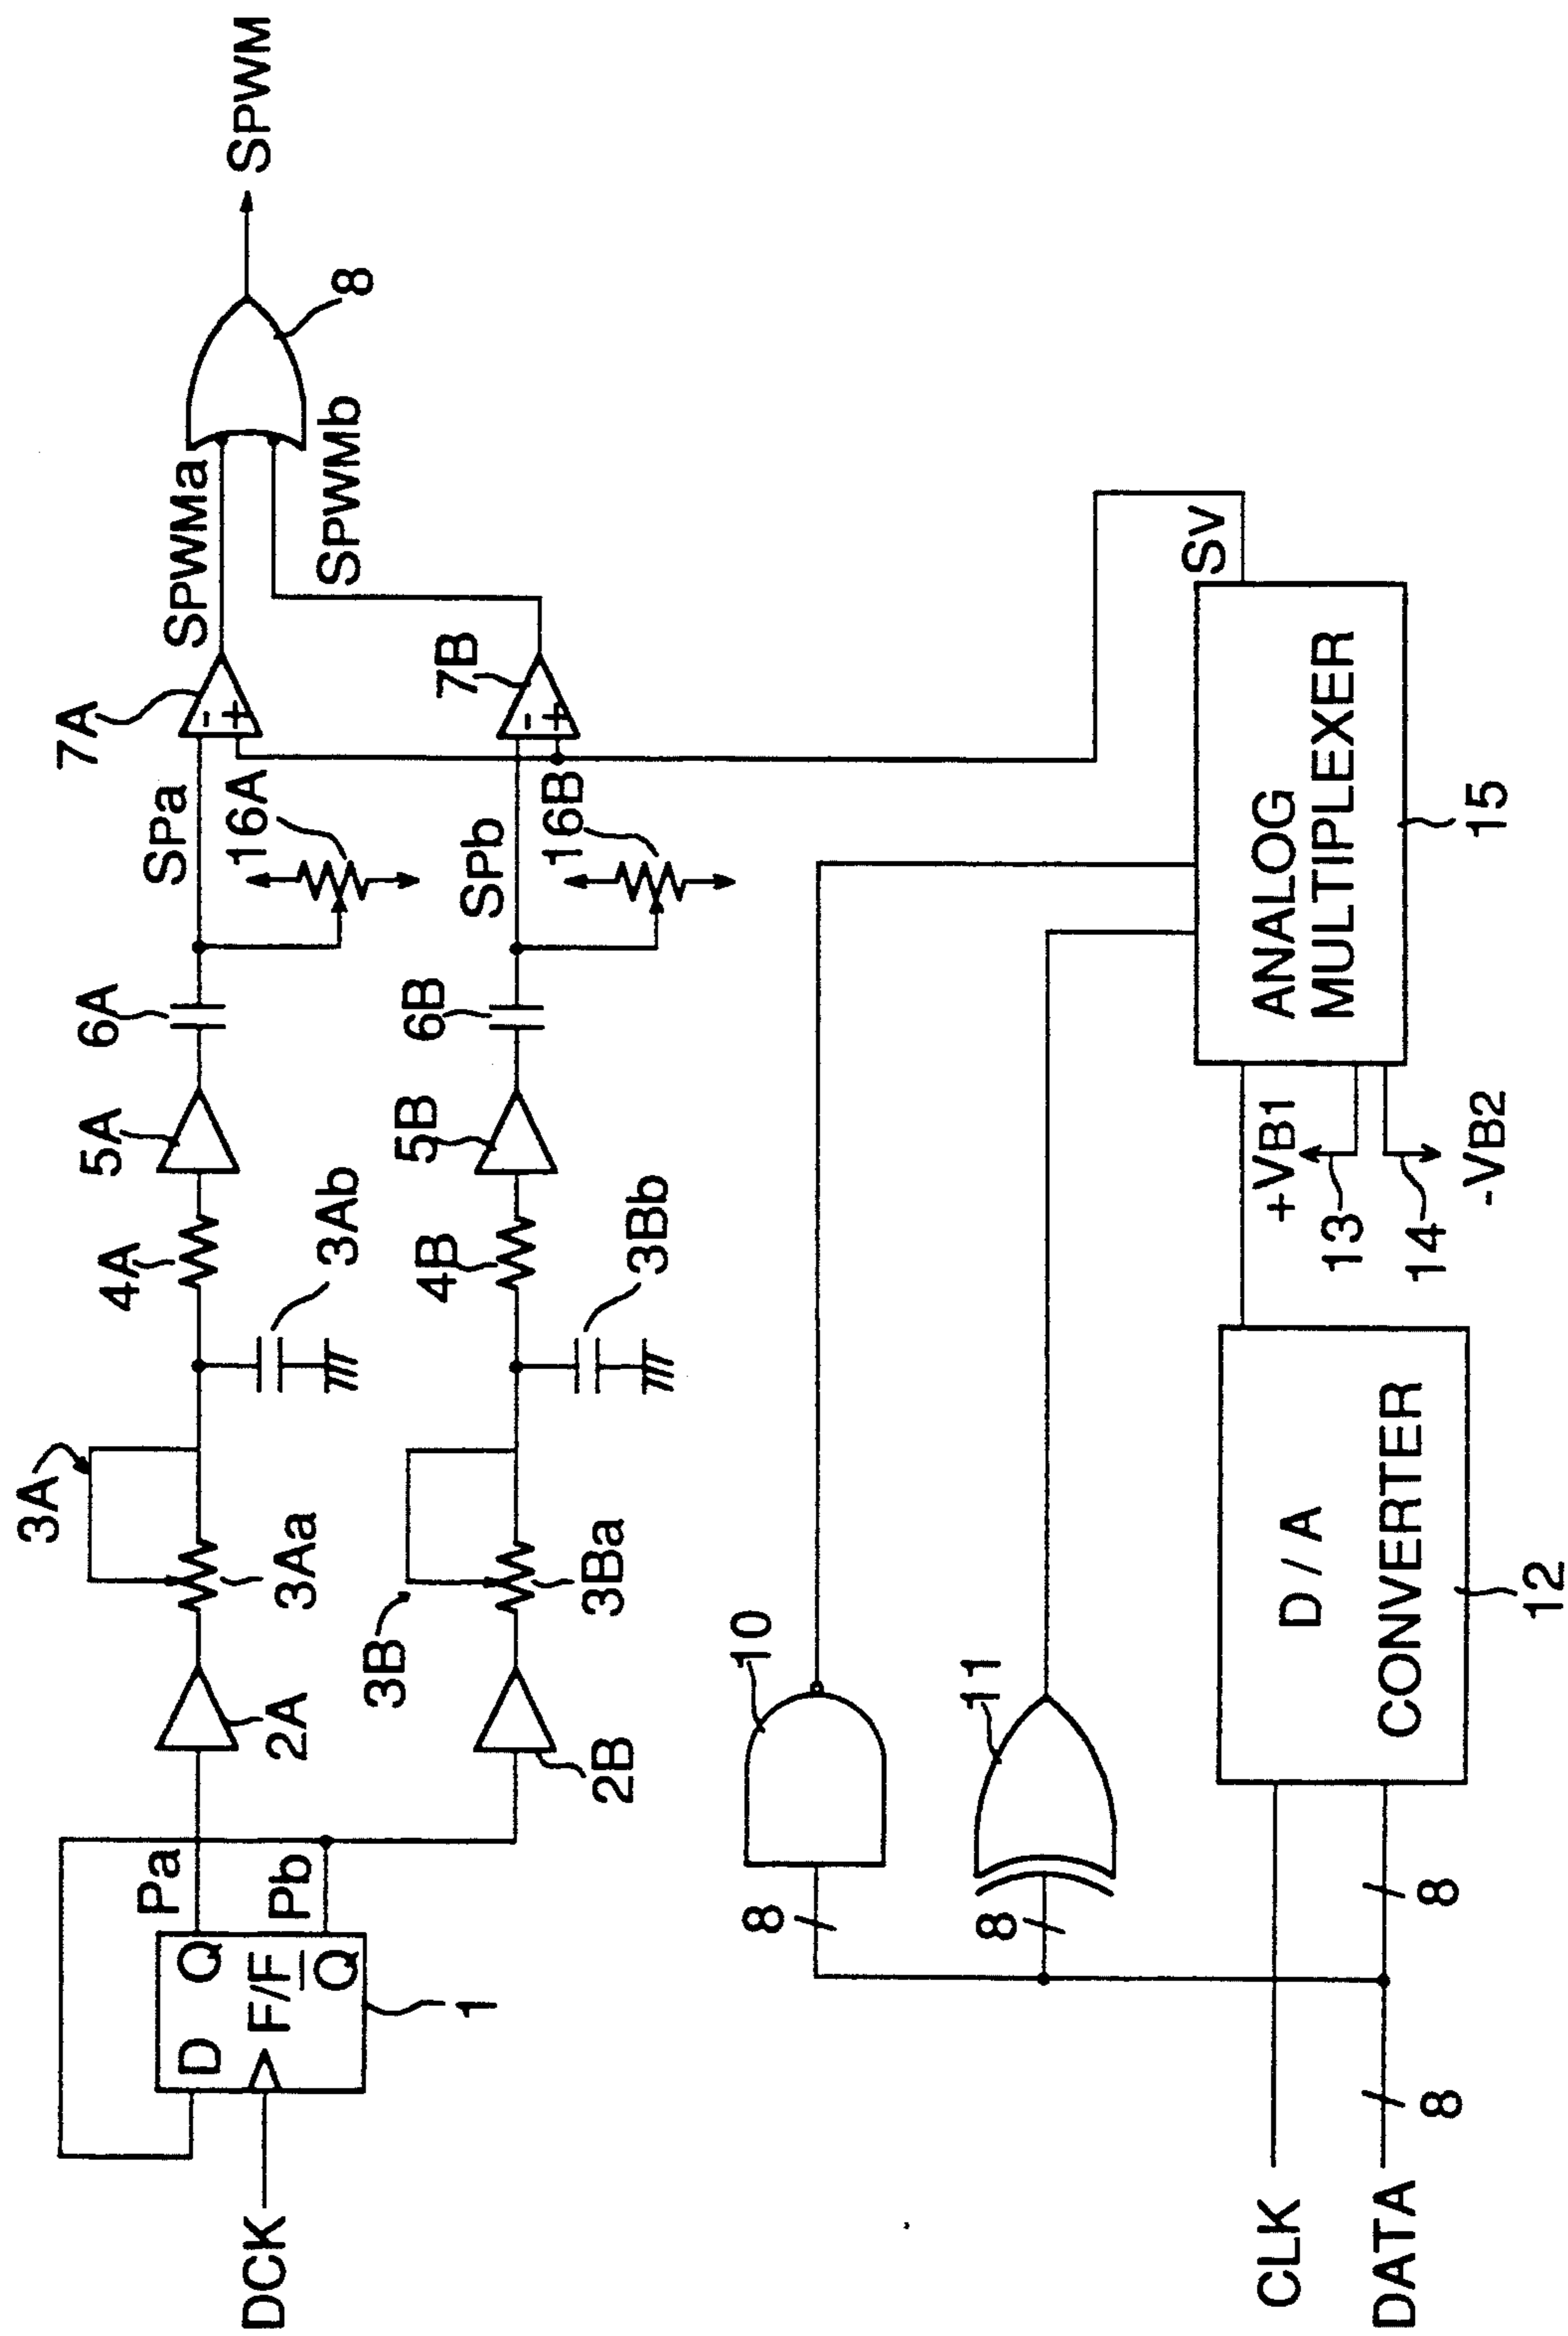 SPWM
8
SPWMa
SPWMb
7A
7B
-
+
-
+
SPa
16A
SPb
16B
Sv
6A
6B
5A
5B
4A
3Ab
4B
3Bb
3A
3Aa
3B
3Ba
2A
2B
Pa
Pb
D
Q
F/F
Q̅
1
DCK
10
11
8
8
ANALOG
MULTIPLEXER
15
+VB1
13
14
-VB2
D / A
CONVERTER
12
8
8
CLK
DATA